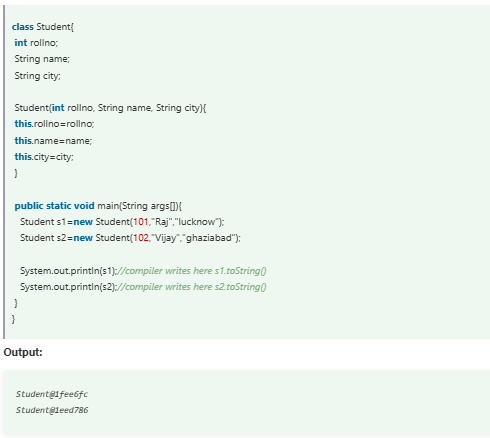 class Student{
int rollno;
String name;
String city;
Student(int rollno, String name, String city){
this.rollno=rollno;
this.name=name;
this.city=city;
}
public static void main(String args[]){
Student s1=new Student(101,"Raj","lucknow");
Student s2=new Student(102,"Vijay","ghaziabad");
System.out.println(s1);//compiler writes here s1.toString()
System.out.println(s2);//compiler writes here s2.toString()
}
}
Output:
Student@1fee6fc
Student@1eed786